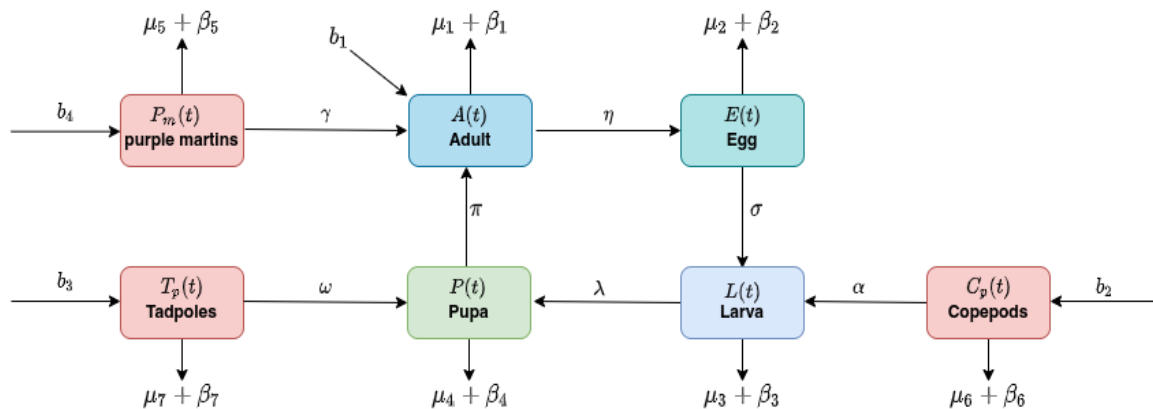 μ₅ + β₅
μ₁ + β₁
μ₂ + β₂
b₁
b₄
Pₘ(t)
purple martins
γ
A(t)
Adult
η
E(t)
Egg
π
σ
b₃
Tₚ(t)
Tadpoles
ω
P(t)
Pupa
λ
L(t)
Larva
α
Cₚ(t)
Copepods
b₂
μ₇ + β₇
μ₄ + β₄
μ₃ + β₃
μ₆ + β₆